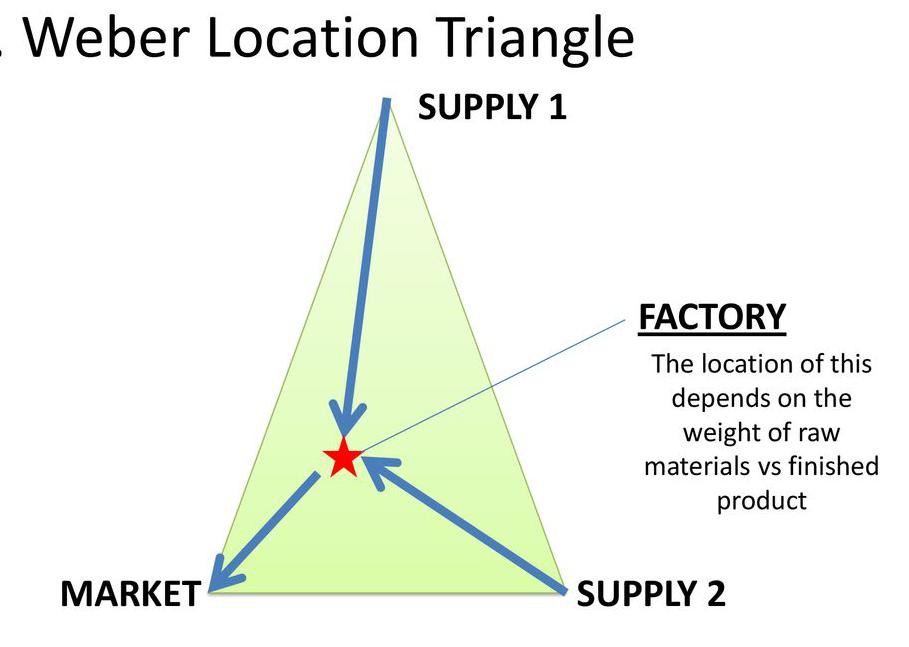 . Weber Location Triangle
SUPPLY 1
FACTORY
The location of this
depends on the
weight of raw
materials vs finished
product
MARKET
SUPPLY 2